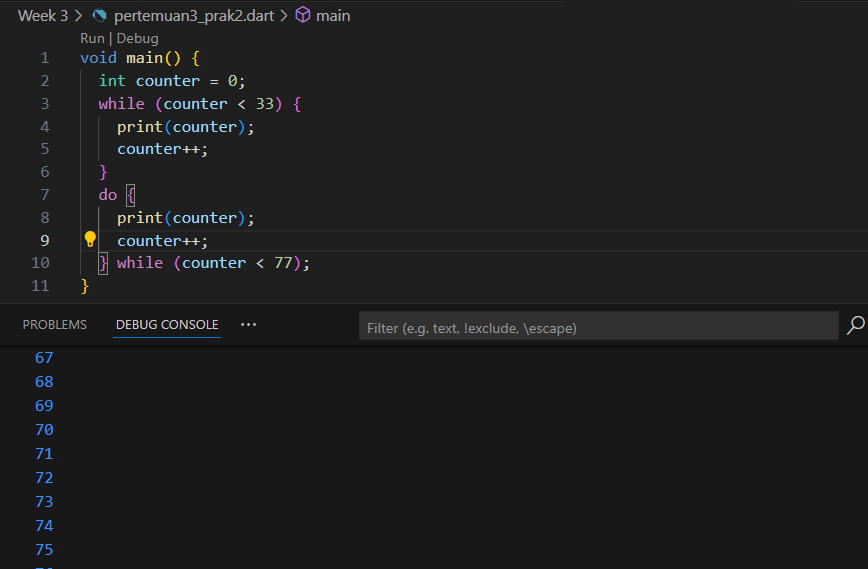 Week 3 > pertemuan3_prak2.dart > main
Run | Debug
1 void main() {
2 int counter = 0;
3 while (counter < 33) {
4 print(counter);
5 counter++;
6 }
7 do {
8 print(counter);
9 counter++;
10 } while (counter < 77);
11 }
PROBLEMS DEBUG CONSOLE ··· Filter (e.g. text, !exclude, \escape)
67
68
69
70
71
72
73
74
75